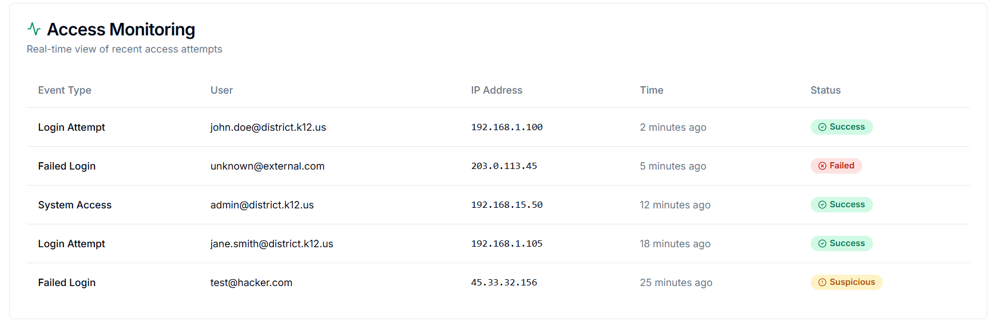 Access Monitoring
Real-time view of recent access attempts
Event Type User IP Address Time Status
Login Attempt john.doe@district.k12.us 192.168.1.100 2 minutes ago Success
Failed Login unknown@external.com 203.0.113.45 5 minutes ago Failed
System Access admin@district.k12.us 192.168.15.50 12 minutes ago Success
Login Attempt jane.smith@district.k12.us 192.168.1.105 18 minutes ago Success
Failed Login test@hacker.com 45.33.32.156 25 minutes ago Suspicious